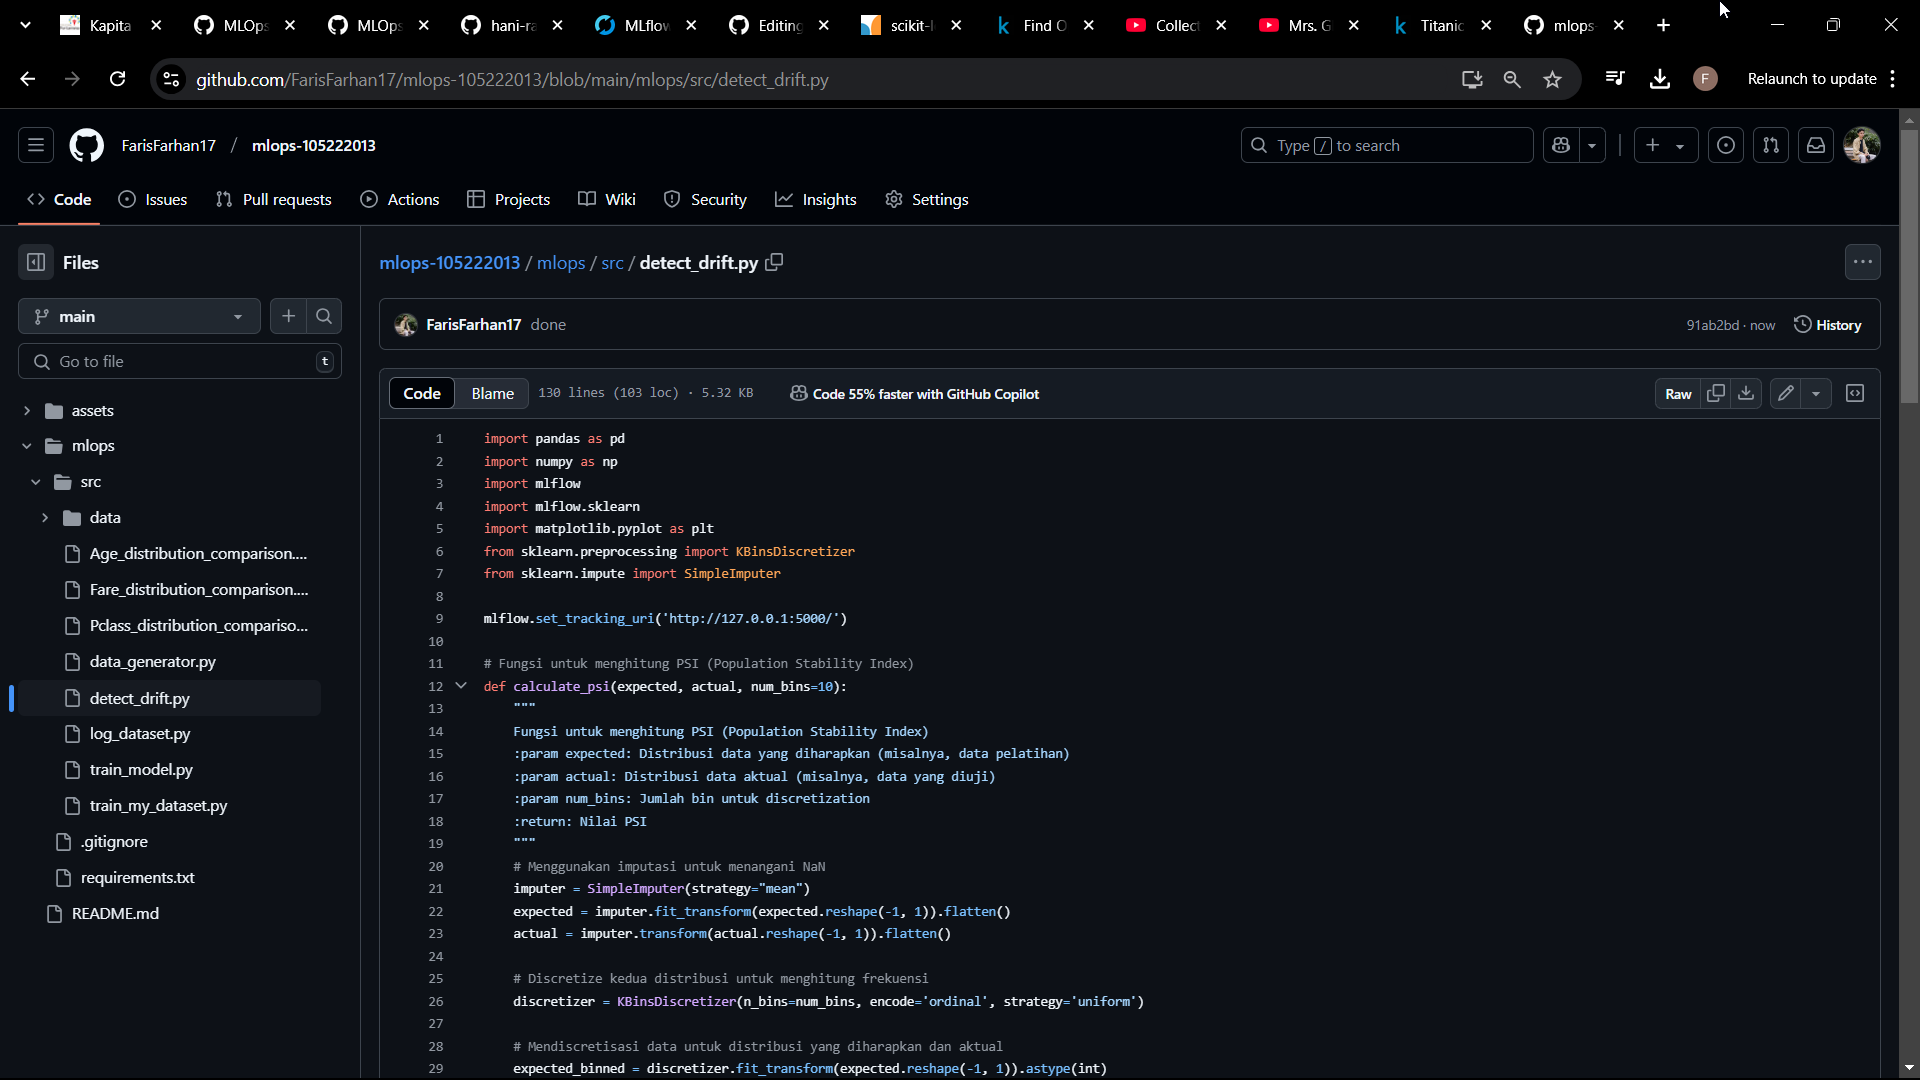 Kapita
MLOps
MLOps
hani-ra
MLflow
Editing
scikit-l
Find O
Collec
Mrs. G
Titanic
mlops-
github.com/FarisFarhan17/mlops-105222013/blob/main/mlops/src/detect_drift.py
F
Relaunch to update
FarisFarhan17 / mlops-105222013
Type / to search
Code
Issues
Pull requests
Actions
Projects
Wiki
Security
Insights
Settings
Files
main
Go to file
t
assets
mlops
src
data
Age_distribution_comparison....
Fare_distribution_comparison....
Pclass_distribution_compariso...
data_generator.py
detect_drift.py
log_dataset.py
train_model.py
train_my_dataset.py
.gitignore
requirements.txt
README.md
mlops-105222013 / mlops / src / detect_drift.py
FarisFarhan17 done
91ab2bd · now
History
Code
Blame
130 lines (103 loc) · 5.32 KB
Code 55% faster with GitHub Copilot
Raw
1 import pandas as pd
2 import numpy as np
3 import mlflow
4 import mlflow.sklearn
5 import matplotlib.pyplot as plt
6 from sklearn.preprocessing import KBinsDiscretizer
7 from sklearn.impute import SimpleImputer
8
9 mlflow.set_tracking_uri('http://127.0.0.1:5000/')
10
11 # Fungsi untuk menghitung PSI (Population Stability Index)
12 def calculate_psi(expected, actual, num_bins=10):
13 """
14 Fungsi untuk menghitung PSI (Population Stability Index)
15 :param expected: Distribusi data yang diharapkan (misalnya, data pelatihan)
16 :param actual: Distribusi data aktual (misalnya, data yang diuji)
17 :param num_bins: Jumlah bin untuk discretization
18 :return: Nilai PSI
19 """
20 # Menggunakan imputasi untuk menangani NaN
21 imputer = SimpleImputer(strategy="mean")
22 expected = imputer.fit_transform(expected.reshape(-1, 1)).flatten()
23 actual = imputer.transform(actual.reshape(-1, 1)).flatten()
24
25 # Discretize kedua distribusi untuk menghitung frekuensi
26 discretizer = KBinsDiscretizer(n_bins=num_bins, encode='ordinal', strategy='uniform')
27
28 # Mendiscretisasi data untuk distribusi yang diharapkan dan aktual
29 expected_binned = discretizer.fit_transform(expected.reshape(-1, 1)).astype(int)